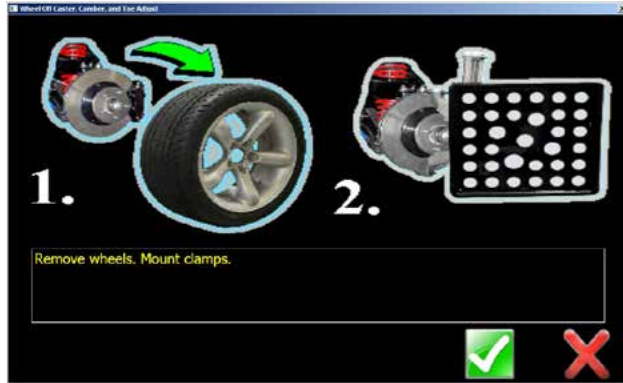 Wheel Off Caster, Camber, and Toe Adjust
1.
2.
Remove wheels. Mount clamps.